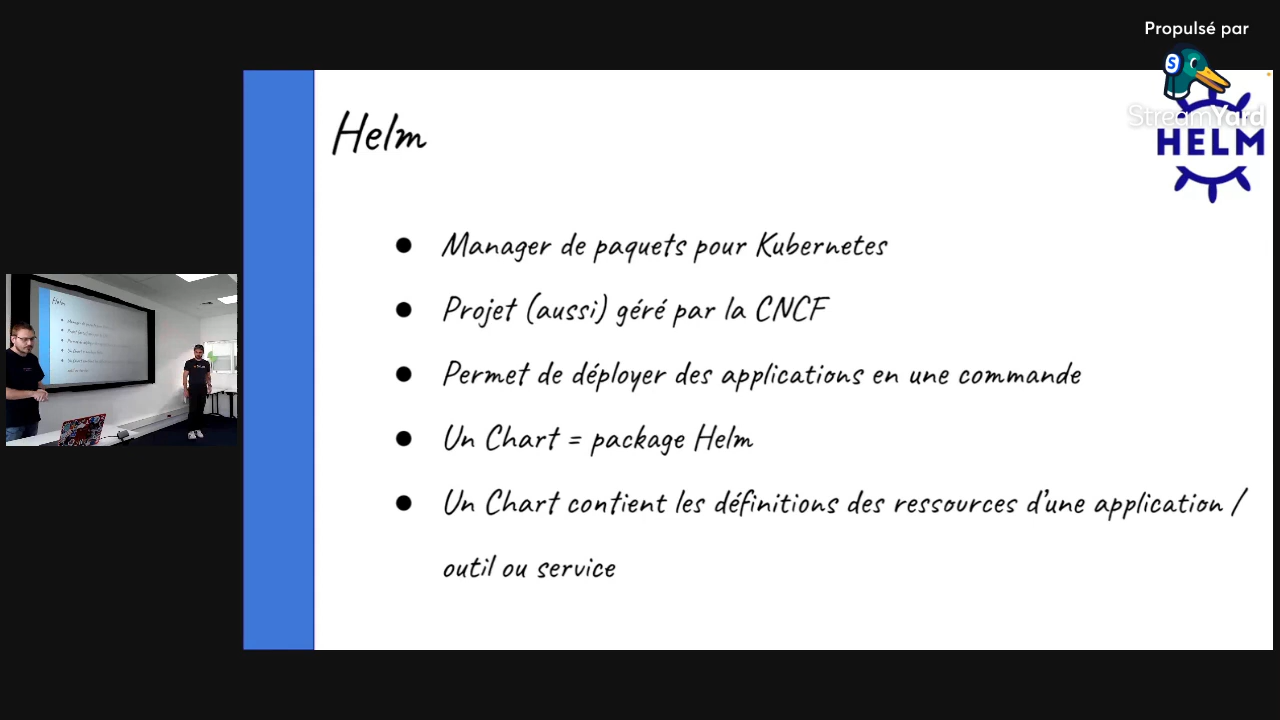 Propulsé par
StreamYard
HELM
Helm
● Manager de paquets pour Kubernetes
● Projet (aussi) géré par la CNCF
● Permet de déployer des applications en une commande
● Un Chart = package Helm
● Un Chart contient les définitions des ressources d'une application /
outil ou service